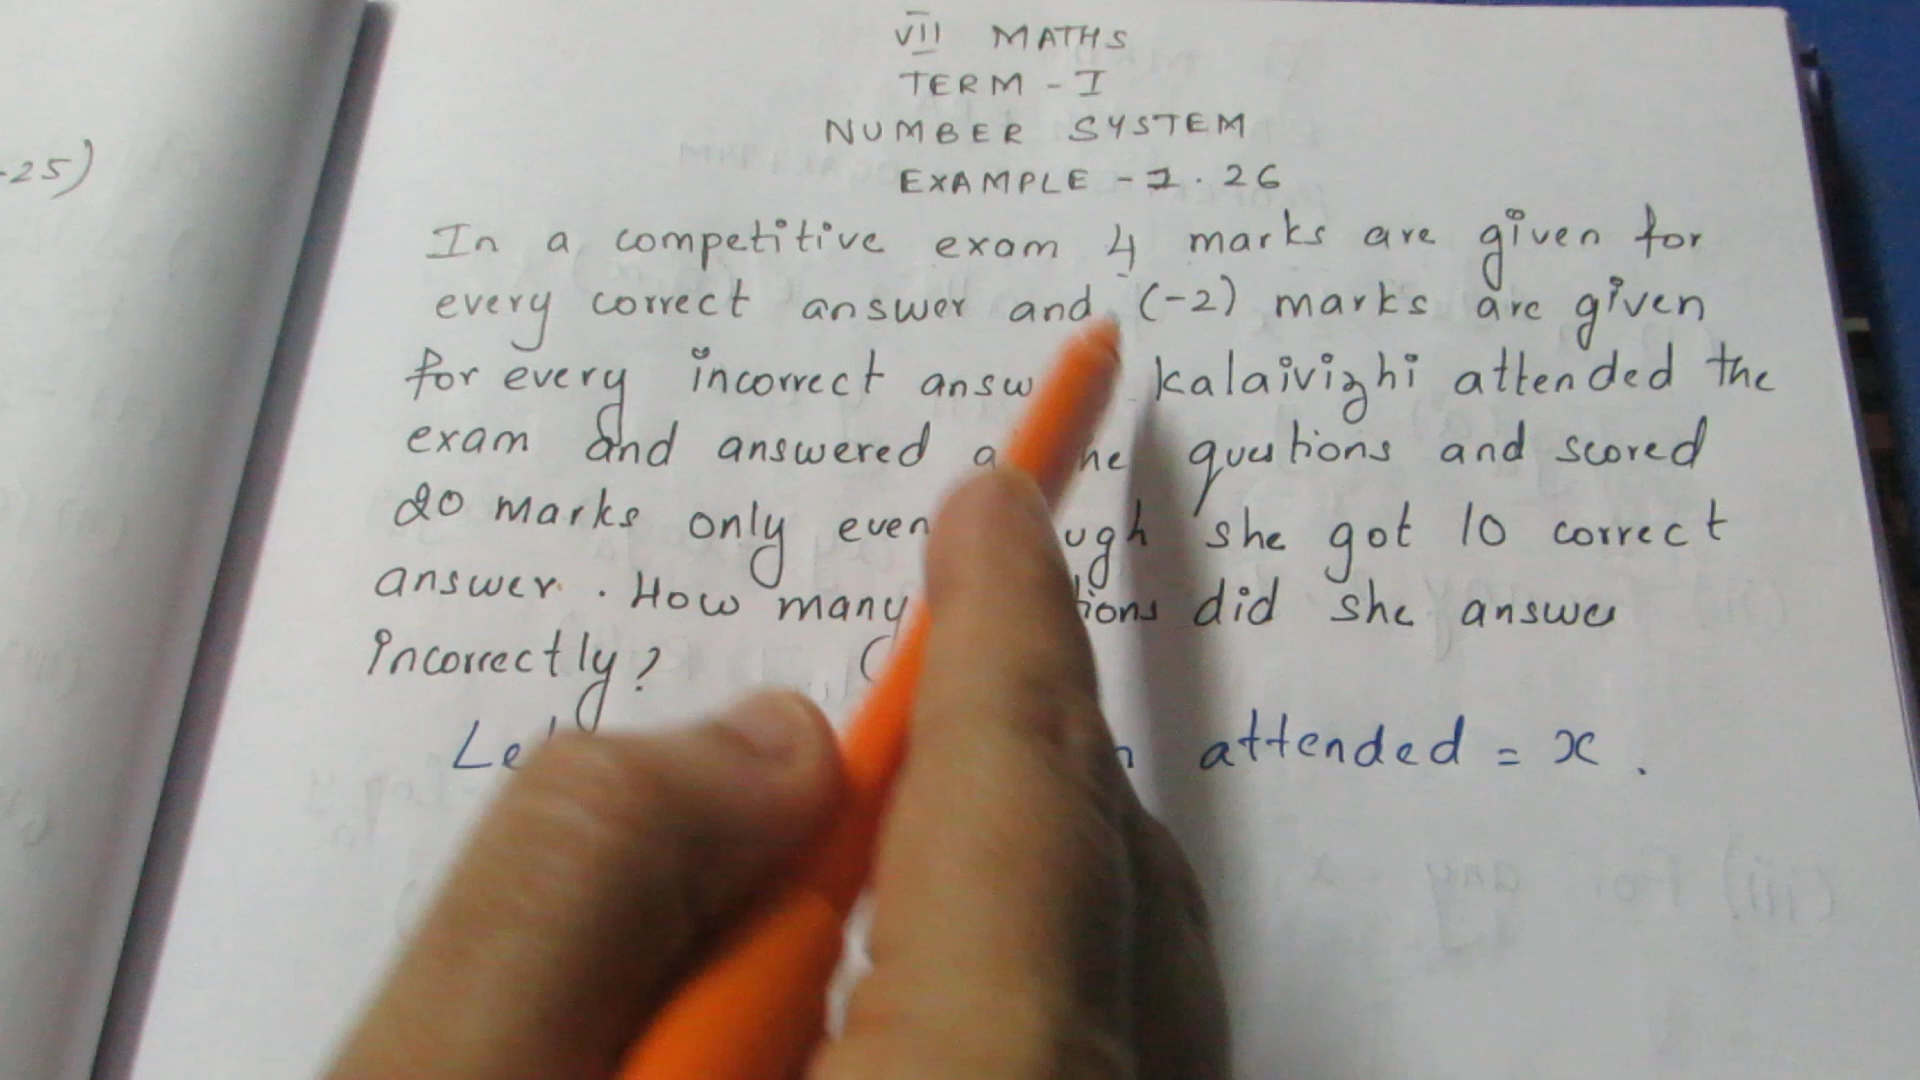 -25)
VII MATHS
TERM - I
NUMBER SYSTEM
EXAMPLE - 1.26
In a competitive exam 4 marks are given for
every correct answer and (-2) marks are given
for every incorrect answ kalaivizhi attended the
exam and answered a he questions and scored
20 marks only even ugh she got 10 correct
answer. How many tions did she answer
incorrectly? (
Let attended = x.